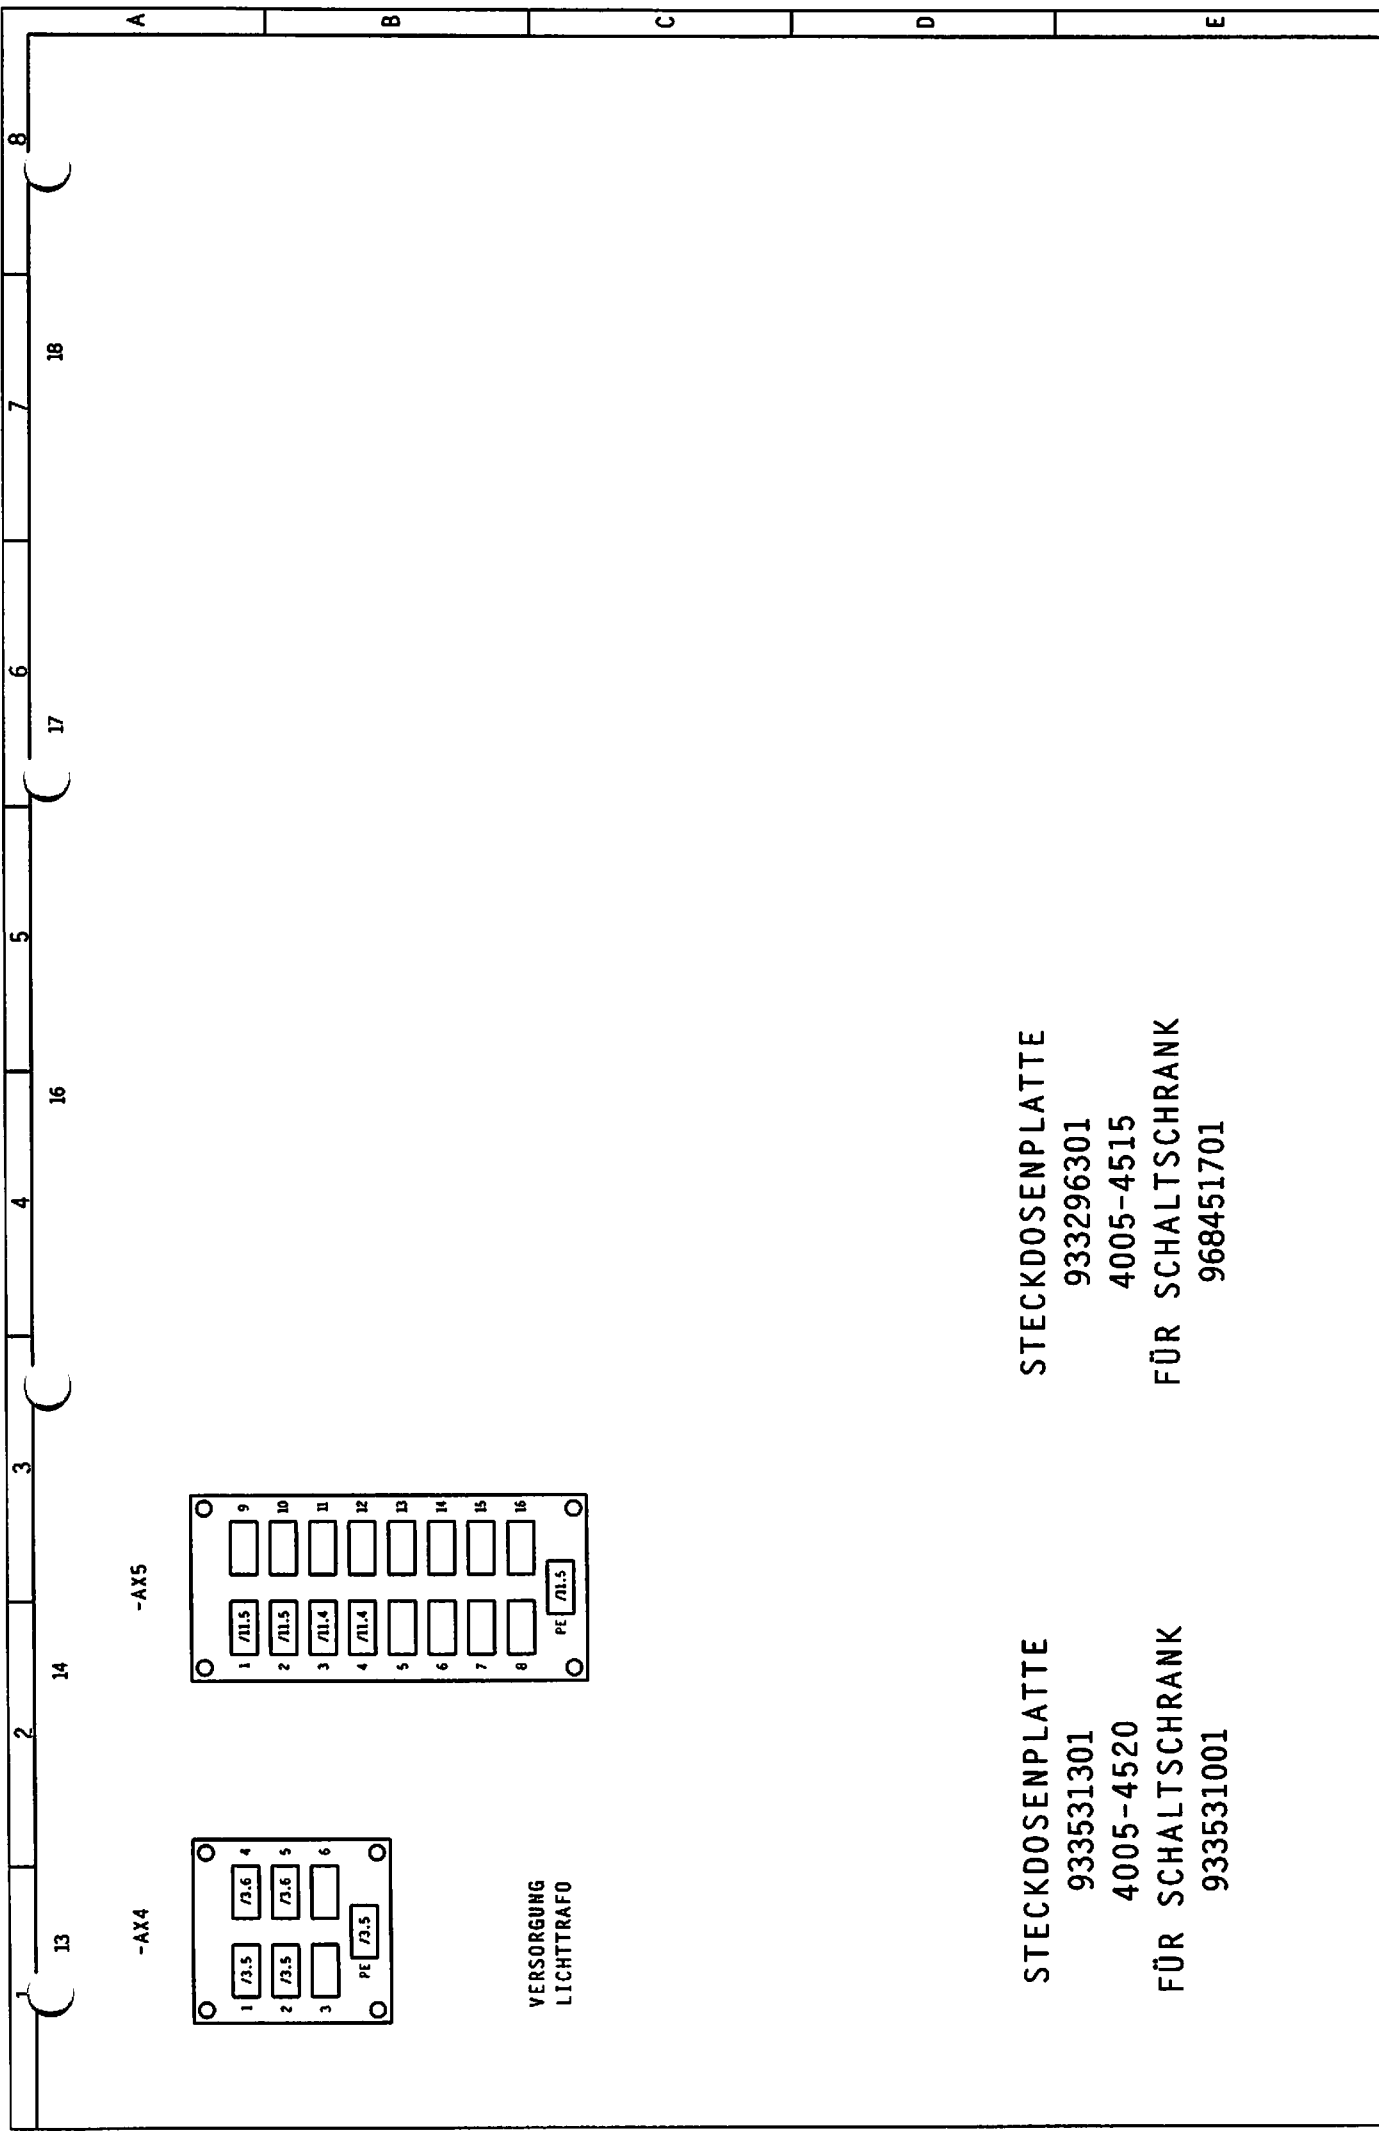 1 2 3 4 5 6 7 8
13 14 16 17 18
A
B
C
D
E
-AX4
1 /3.5 /3.6 4
2 /3.5 /3.6 5
3 6
PE /3.5
VERSORGUNG
LICHTTRAFO
-AX5
1 /11.5 9
2 /11.5 10
3 /11.4 11
4 /11.4 12
5 13
6 14
7 15
8 16
PE /11.5
STECKDOSENPLATTE
933531301
4005-4520
FÜR SCHALTSCHRANK
933531001
STECKDOSENPLATTE
933296301
4005-4515
FÜR SCHALTSCHRANK
968451701